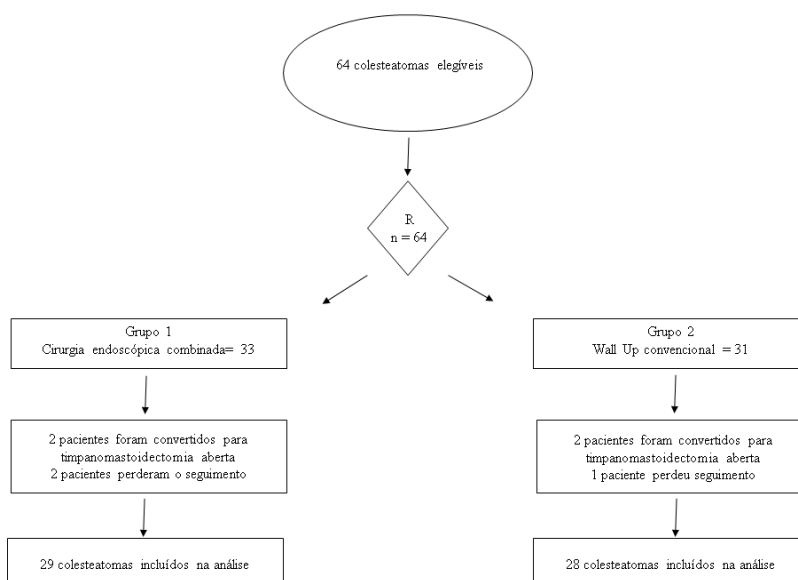 64 colesteatomas elegíveis
R
n = 64
Grupo 1
Cirurgia endoscópica combinada= 33
Grupo 2
Wall Up convencional = 31
2 pacientes foram convertidos para
timpanomastoidectomia aberta
2 pacientes perderam o seguimento
2 pacientes foram convertidos para
timpanomastoidectomia aberta
1 paciente perdeu seguimento
29 colesteatomas incluídos na análise
28 colesteatomas incluídos na análise